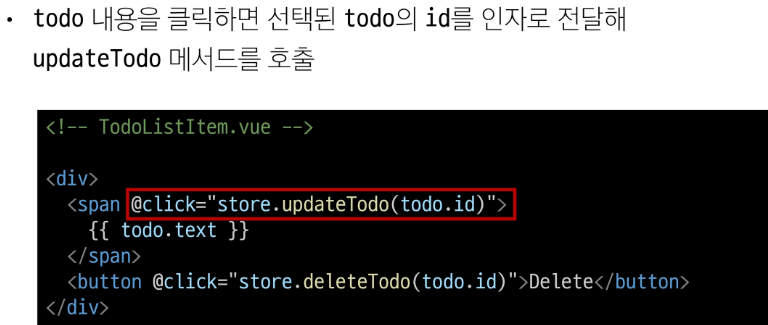 • todo 내용을 클릭하면 선택된 todo의 id를 인자로 전달해
updateTodo 메서드를 호출
<!-- TodoListItem.vue -->
<div>
<span @click="store.updateTodo(todo.id)">
{{ todo.text }}
</span>
<button @click="store.deleteTodo(todo.id)">Delete</button>
</div>